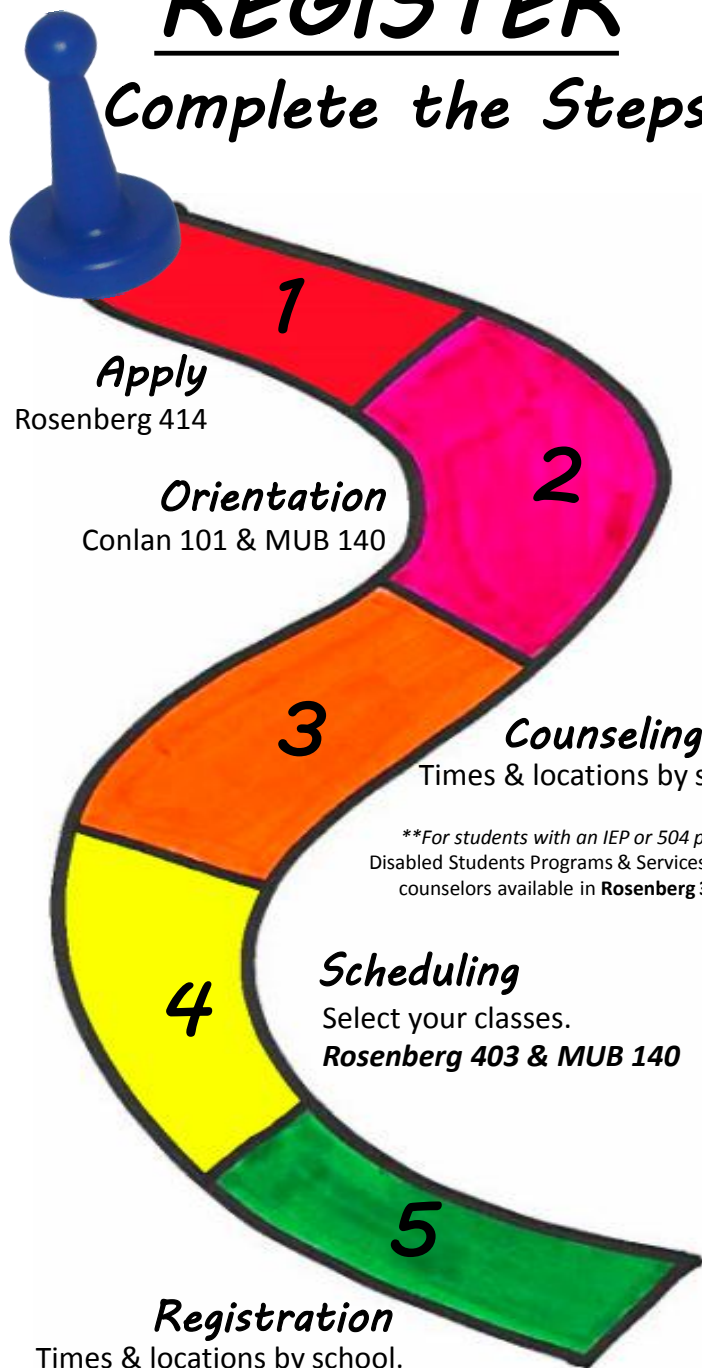 REGISTER
Complete the Steps
1
Apply
Rosenberg 414
2
Orientation
Conlan 101 & MUB 140
3
Counseling
Times & locations by
**For students with an IEP or 504
Disabled Students Programs & Services
counselors available in Rosenberg
4
Scheduling
Select your classes.
Rosenberg 403 & MUB 140
5
Registration
Times & locations by school.